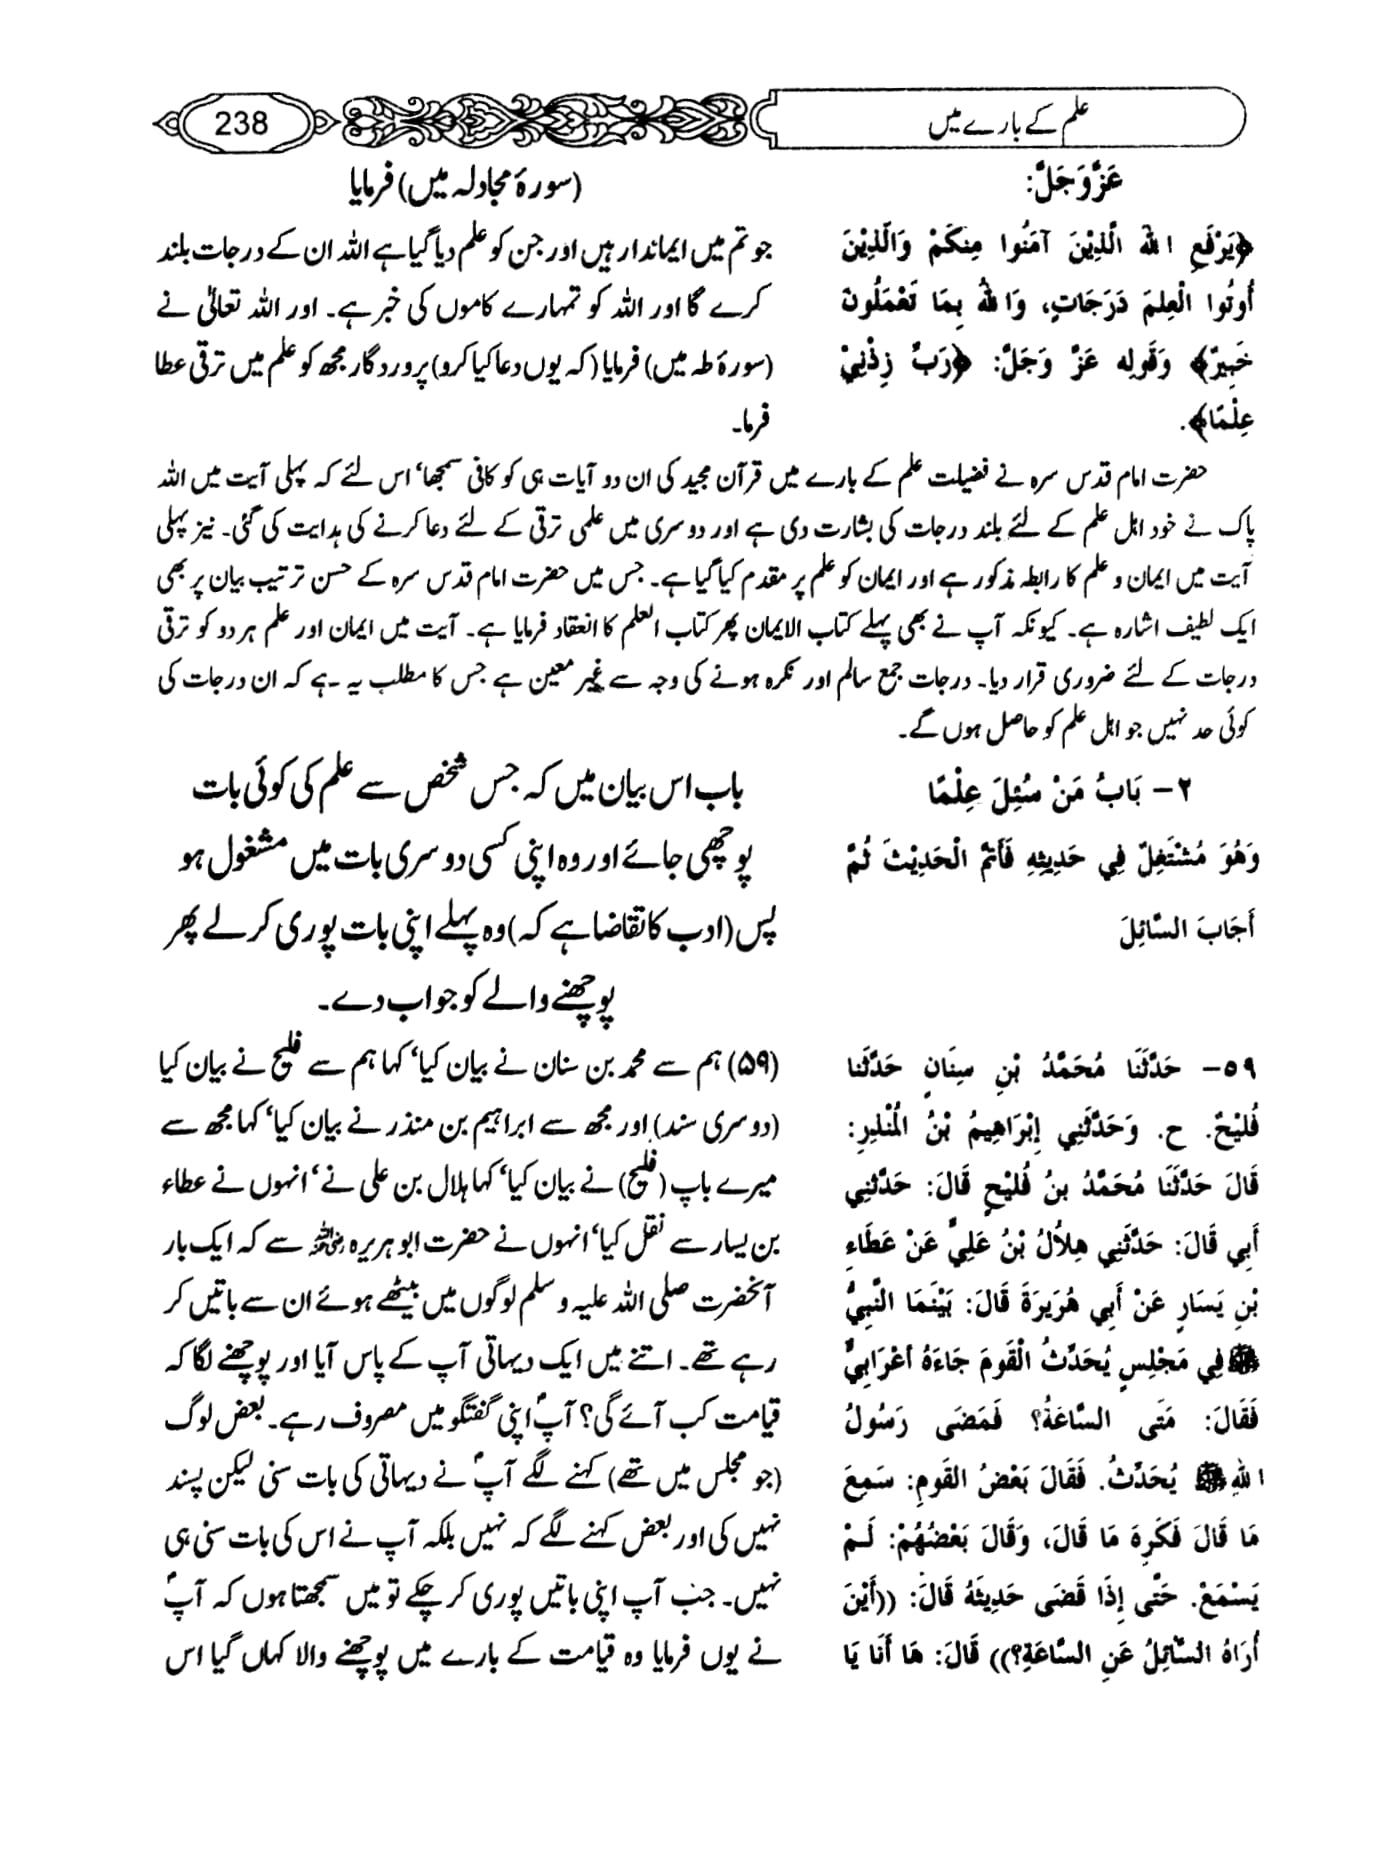 علم کے بارے میں
238
عَزَّ وَجَلَّ:
﴿يَرْفَعِ اللهُ الَّذِيْنَ آمَنُوا مِنكَمْ وَالَّذِيْنَ
أُوتُوا الْعِلمَ دَرَجَاتٍ، وَاللهُ بِمَا تَعْمَلُونَ
خَبِيرٌ﴾ وَقَولِه عَزَّ وَجَلَّ: ﴿رَبِّ زِدْنِيْ
عِلْمًا﴾.
(سورۂ مجادلہ میں) فرمایا
جو تم میں ایماندار ہیں اور جن کو علم دیا گیا ہے اللہ ان کے درجات بلند
کرے گا اور اللہ کو تمہارے کاموں کی خبر ہے۔ اور اللہ تعالیٰ نے
(سورۂ طہ میں) فرمایا (کہ یوں دعا کیا کرو) پروردگار مجھ کو علم میں ترقی عطا
فرما۔
حضرت امام قدس سرہ نے فضیلت علم کے بارے میں قرآن مجید کی ان دو آیات ہی کو کافی سمجھا‘ اس لئے کہ پہلی آیت میں اللہ
پاک نے خود اہل علم کے لئے بلند درجات کی بشارت دی ہے اور دوسری میں علمی ترقی کے لئے دعا کرنے کی ہدایت کی گئی۔ نیز پہلی
آیت میں ایمان و علم کا رابطہ مذکور ہے اور ایمان کو علم پر مقدم کیا گیا ہے۔ جس میں حضرت امام قدس سرہ کے حسن ترتیب بیان پر بھی
ایک لطیف اشارہ ہے۔ کیونکہ آپ نے بھی پہلے کتاب الایمان پھر کتاب العلم کا انعقاد فرمایا ہے۔ آیت میں ایمان اور علم ہر دو کو ترقی
درجات کے لئے ضروری قرار دیا۔ درجات جمع سالم اور نکرہ ہونے کی وجہ سے غیر معین ہے جس کا مطلب یہ ہے کہ ان درجات کی
کوئی حد نہیں جو اہل علم کو حاصل ہوں گے۔
٢- بَابُ مَنْ سُئِلَ عِلْمًا
وَهُوَ مُشْتَغِلٌ فِي حَدِيثِهِ فَأَتَمَّ الْحَدِيْثَ ثُمَّ
أَجَابَ السَّائِلَ
باب اس بیان میں کہ جس شخص سے علم کی کوئی بات
پوچھی جائے اور وہ اپنی کسی دوسری بات میں مشغول ہو
پس (ادب کا تقاضا ہے کہ) وہ پہلے اپنی بات پوری کرلے پھر
پوچھنے والے کو جواب دے۔
٥٩- حَدَّثَنَا مُحَمَّدُ بْنِ سِنَانٍ حَدَّثَنَا
فُلَيْحٌ. ح. وَحَدَّثَنِي إِبْرَاهِيمُ بْنُ الْمُنْذِرِ:
قَالَ حَدَّثَنَا مُحَمَّدُ بنُ فُلَيْحٍ قَالَ: حَدَّثَنِي
أَبِي قَالَ: حَدَّثَنِي هِلَالُ بْنُ عَلِيٍّ عَنْ عَطَاءِ
بْنِ يَسَارٍ عَنْ أَبِي هُرَيرَةَ قَالَ: بَيْنَمَا النَّبِيُّ
ﷺ فِي مَجْلِسٍ يُحَدِّثُ الْقَومَ جَاءَهُ أَعْرَابِيٌّ
فَقَالَ: مَتَى السَّاعَةُ؟ فَمَضَى رَسُولُ
اللهِ ﷺ يُحَدِّثُ. فَقَالَ بَعْضُ القَومِ: سَمِعَ
مَا قَالَ فَكَرِهَ مَا قَالَ، وَقَالَ بَعْضُهُمْ: لَمْ
يَسْمَعْ. حَتَّى إِذَا قَضَى حَدِيثَهُ قَالَ: ((أَيْنَ
أُرَاهُ السَّائِلُ عَنِ السَّاعَةِ؟)) قَالَ: هَا أَنَا يَا
(۵۹) ہم سے محمد بن سنان نے بیان کیا‘ کہا ہم سے فلیح نے بیان کیا
(دوسری سند) اور مجھ سے ابراہیم بن منذر نے بیان کیا‘ کہا مجھ سے
میرے باپ (فلیح) نے بیان کیا‘ کہا ہلال بن علی نے‘ انہوں نے عطاء
بن یسار سے نقل کیا‘ انہوں نے حضرت ابوہریرہ رضی اللہ عنہ سے کہ ایک بار
آنحضرت صلی اللہ علیہ وسلم لوگوں میں بیٹھے ہوئے ان سے باتیں کر
رہے تھے۔ اتنے میں ایک دیہاتی آپ کے پاس آیا اور پوچھنے لگا کہ
قیامت کب آئے گی؟ آپؐ اپنی گفتگو میں مصروف رہے۔ بعض لوگ
(جو مجلس میں تھے) کہنے لگے آپؐ نے دیہاتی کی بات سنی لیکن پسند
نہیں کی اور بعض کہنے لگے کہ نہیں بلکہ آپ نے اس کی بات سنی ہی
نہیں۔ جب آپ اپنی باتیں پوری کر چکے تو میں سمجھتا ہوں کہ آپؐ
نے یوں فرمایا وہ قیامت کے بارے میں پوچھنے والا کہاں گیا اس